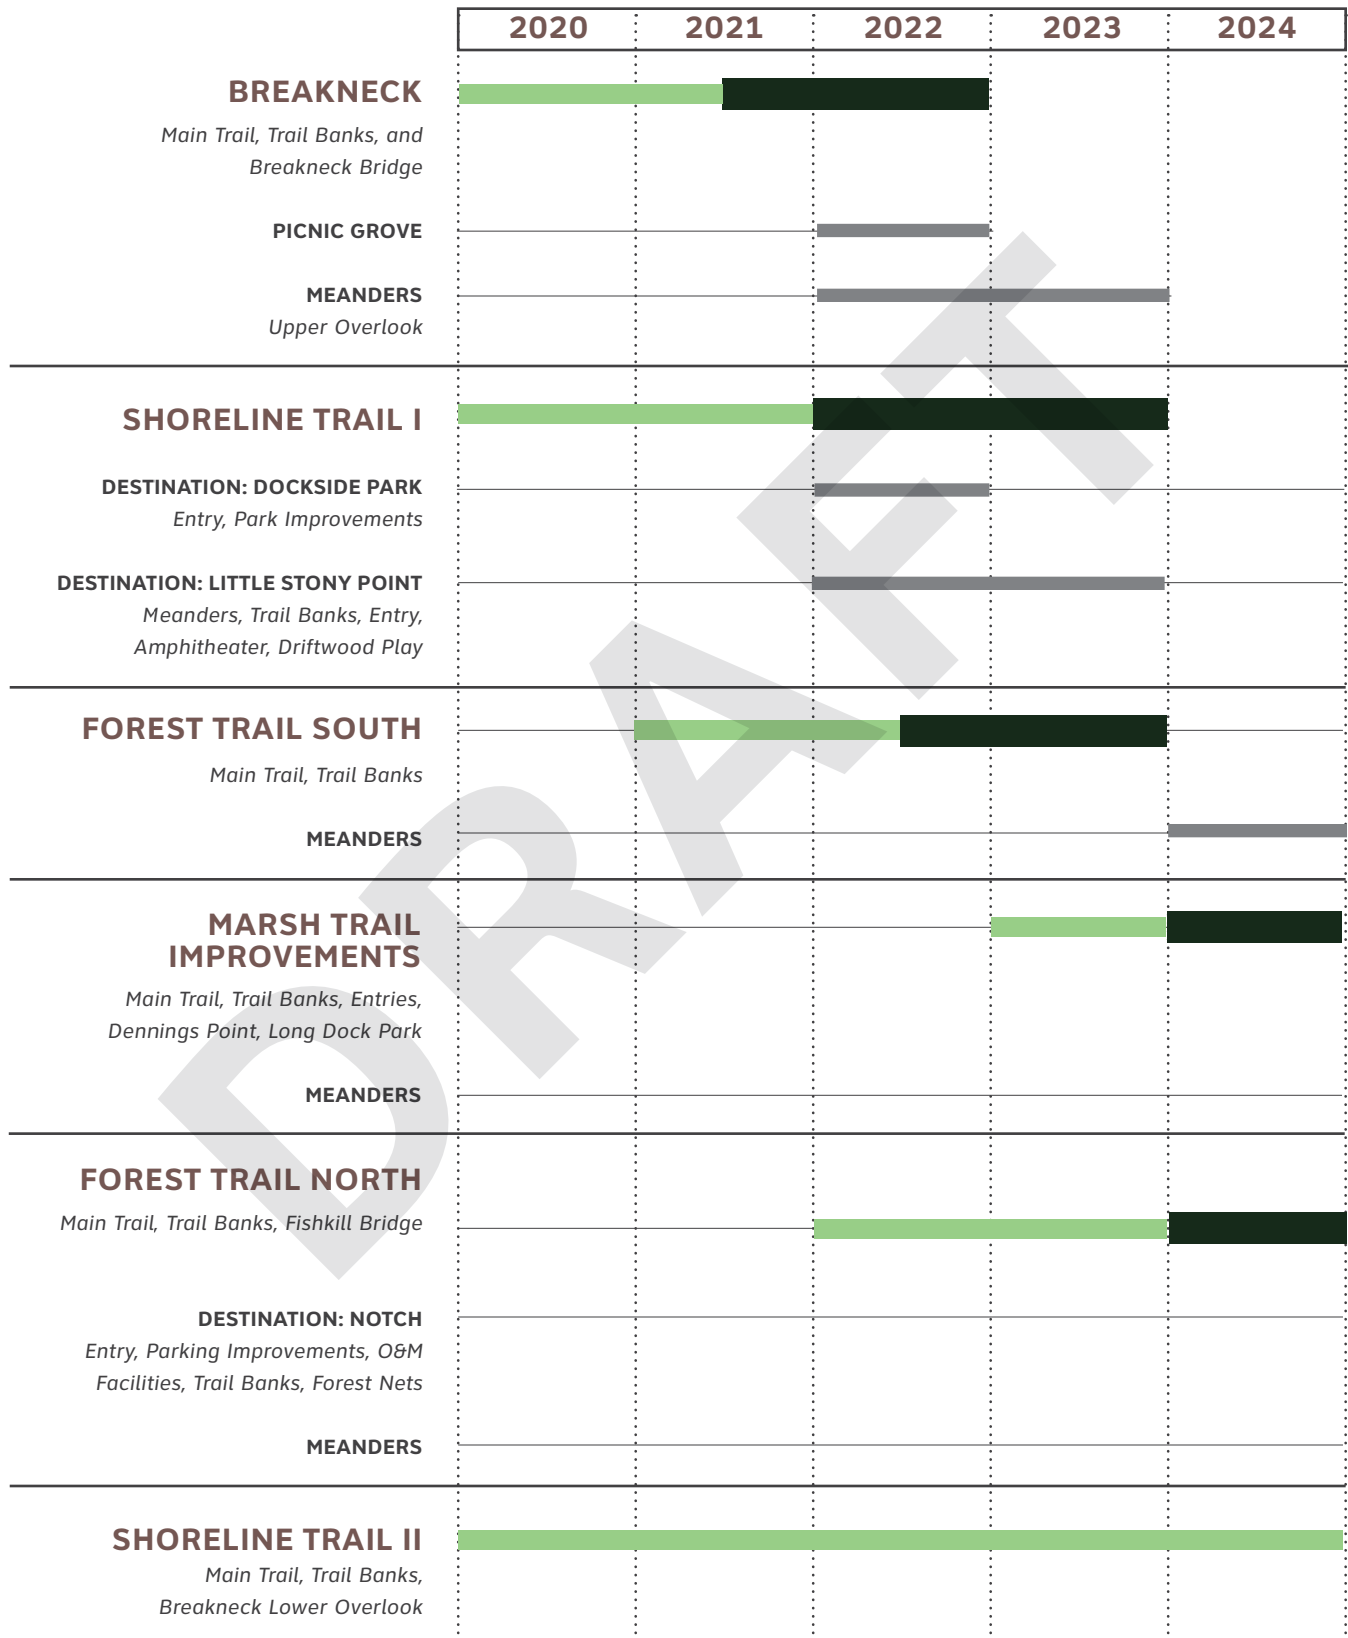 2020 2021 2022 2023 2024
BREAKNECK
Main Trail, Trail Banks, and
Breakneck Bridge
PICNIC GROVE
MEANDERS
Upper Overlook
SHORELINE TRAIL I
DESTINATION: DOCKSIDE PARK
Entry, Park Improvements
DESTINATION: LITTLE STONY POINT
Meanders, Trail Banks, Entry,
Amphitheater, Driftwood Play
FOREST TRAIL SOUTH
Main Trail, Trail Banks
MEANDERS
MARSH TRAIL
IMPROVEMENTS
Main Trail, Trail Banks, Entries,
Dennings Point, Long Dock Park
MEANDERS
FOREST TRAIL NORTH
Main Trail, Trail Banks, Fishkill Bridge
DESTINATION: NOTCH
Entry, Parking Improvements, O&M
Facilities, Trail Banks, Forest Nets
MEANDERS
SHORELINE TRAIL II
Main Trail, Trail Banks,
Breakneck Lower Overlook
DRAFT